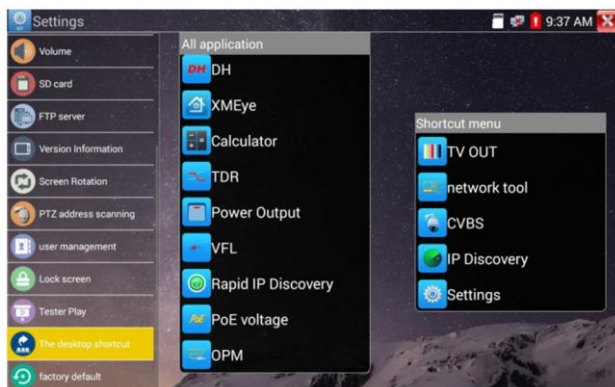 Settings
9:37 AM
Volume
SD card
FTP server
Version Information
Screen Rotation
PTZ address scanning
user management
Lock screen
Tester Play
The desktop shortcut
factory default
All application
DH DH
XMEye
Calculator
TDR
Power Output
VFL
Rapid IP Discovery
PoE PoE voltage
OPM
Shortcut menu
TV OUT
network tool
CVBS
IP Discovery
Settings